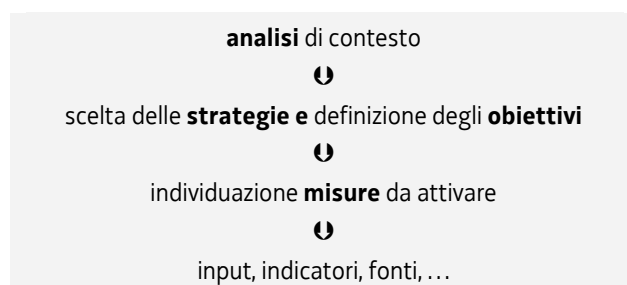 analisi di contesto
scelta delle strategie e definizione degli obiettivi
individuazione misure da attivare
input, indicatori, fonti, ...